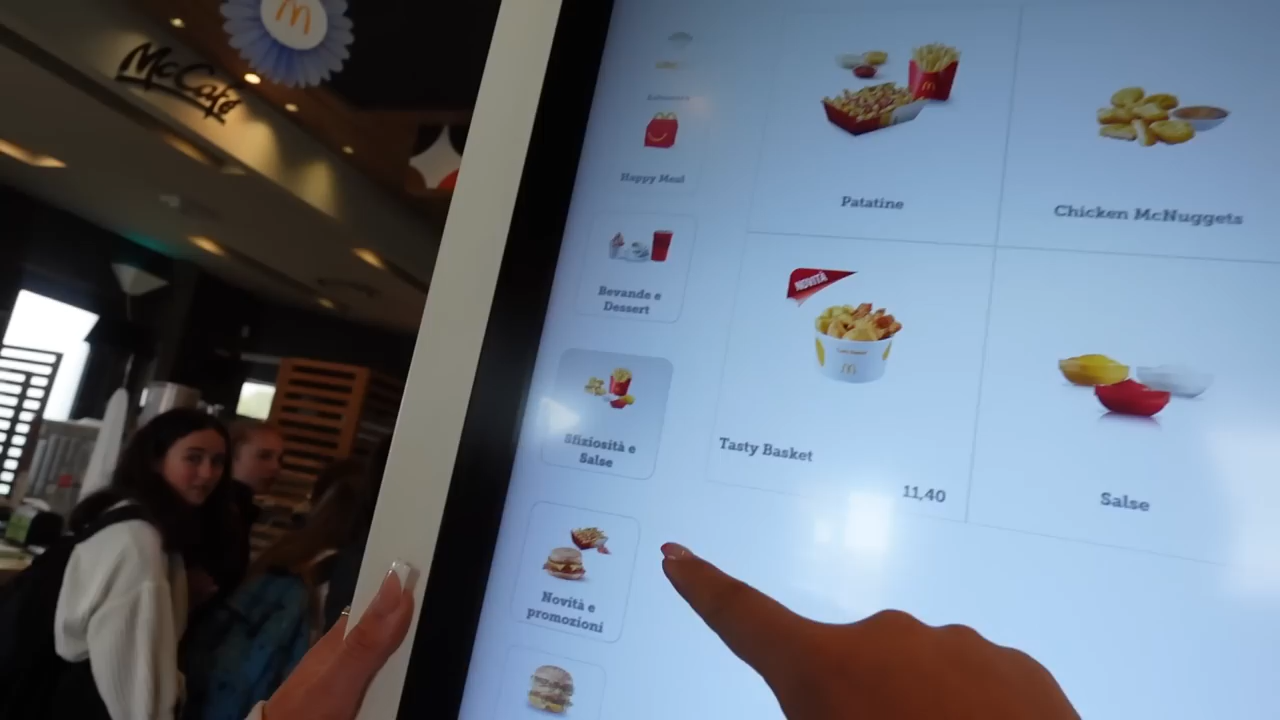 McCafé
Happy Meal
Bevande e
Dessert
Sfiziosità e
Salse
Novità e
promozioni
Patatine
Chicken McNuggets
NOVITÀ
Tasty Basket
11,40
Salse